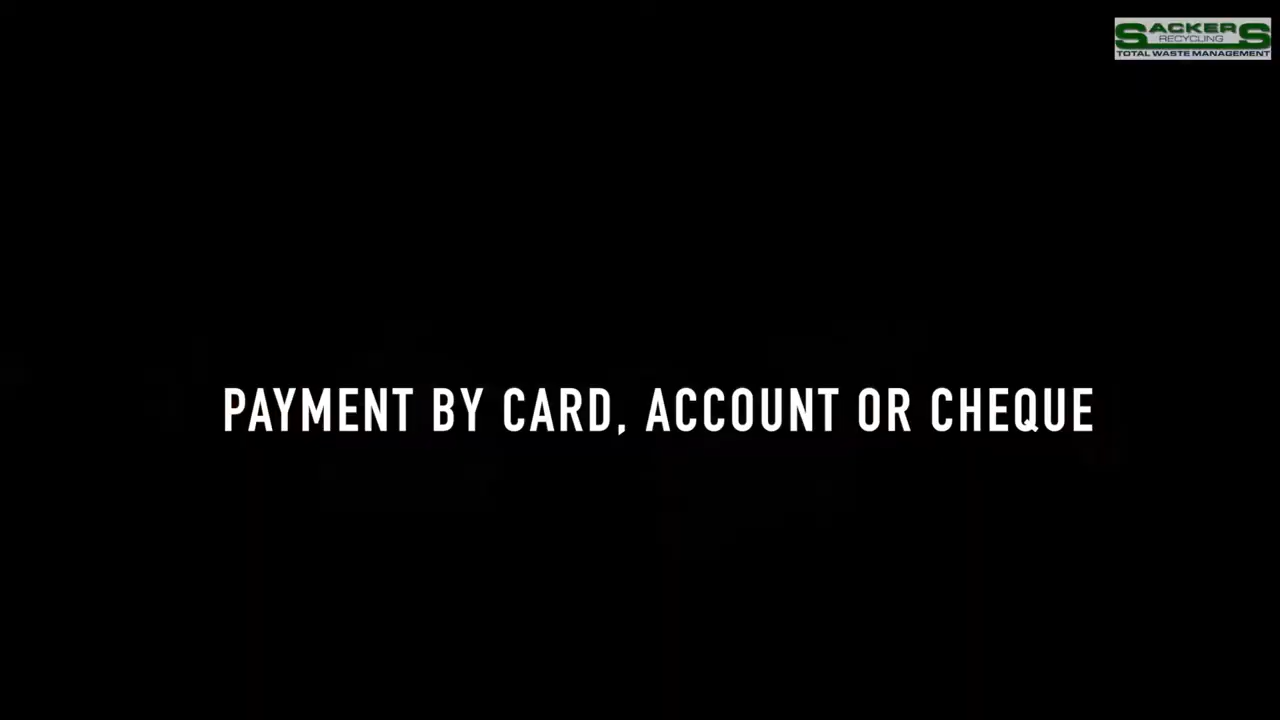 SACKERS
RECYCLING
TOTAL WASTE MANAGEMENT
PAYMENT BY CARD, ACCOUNT OR CHEQUE